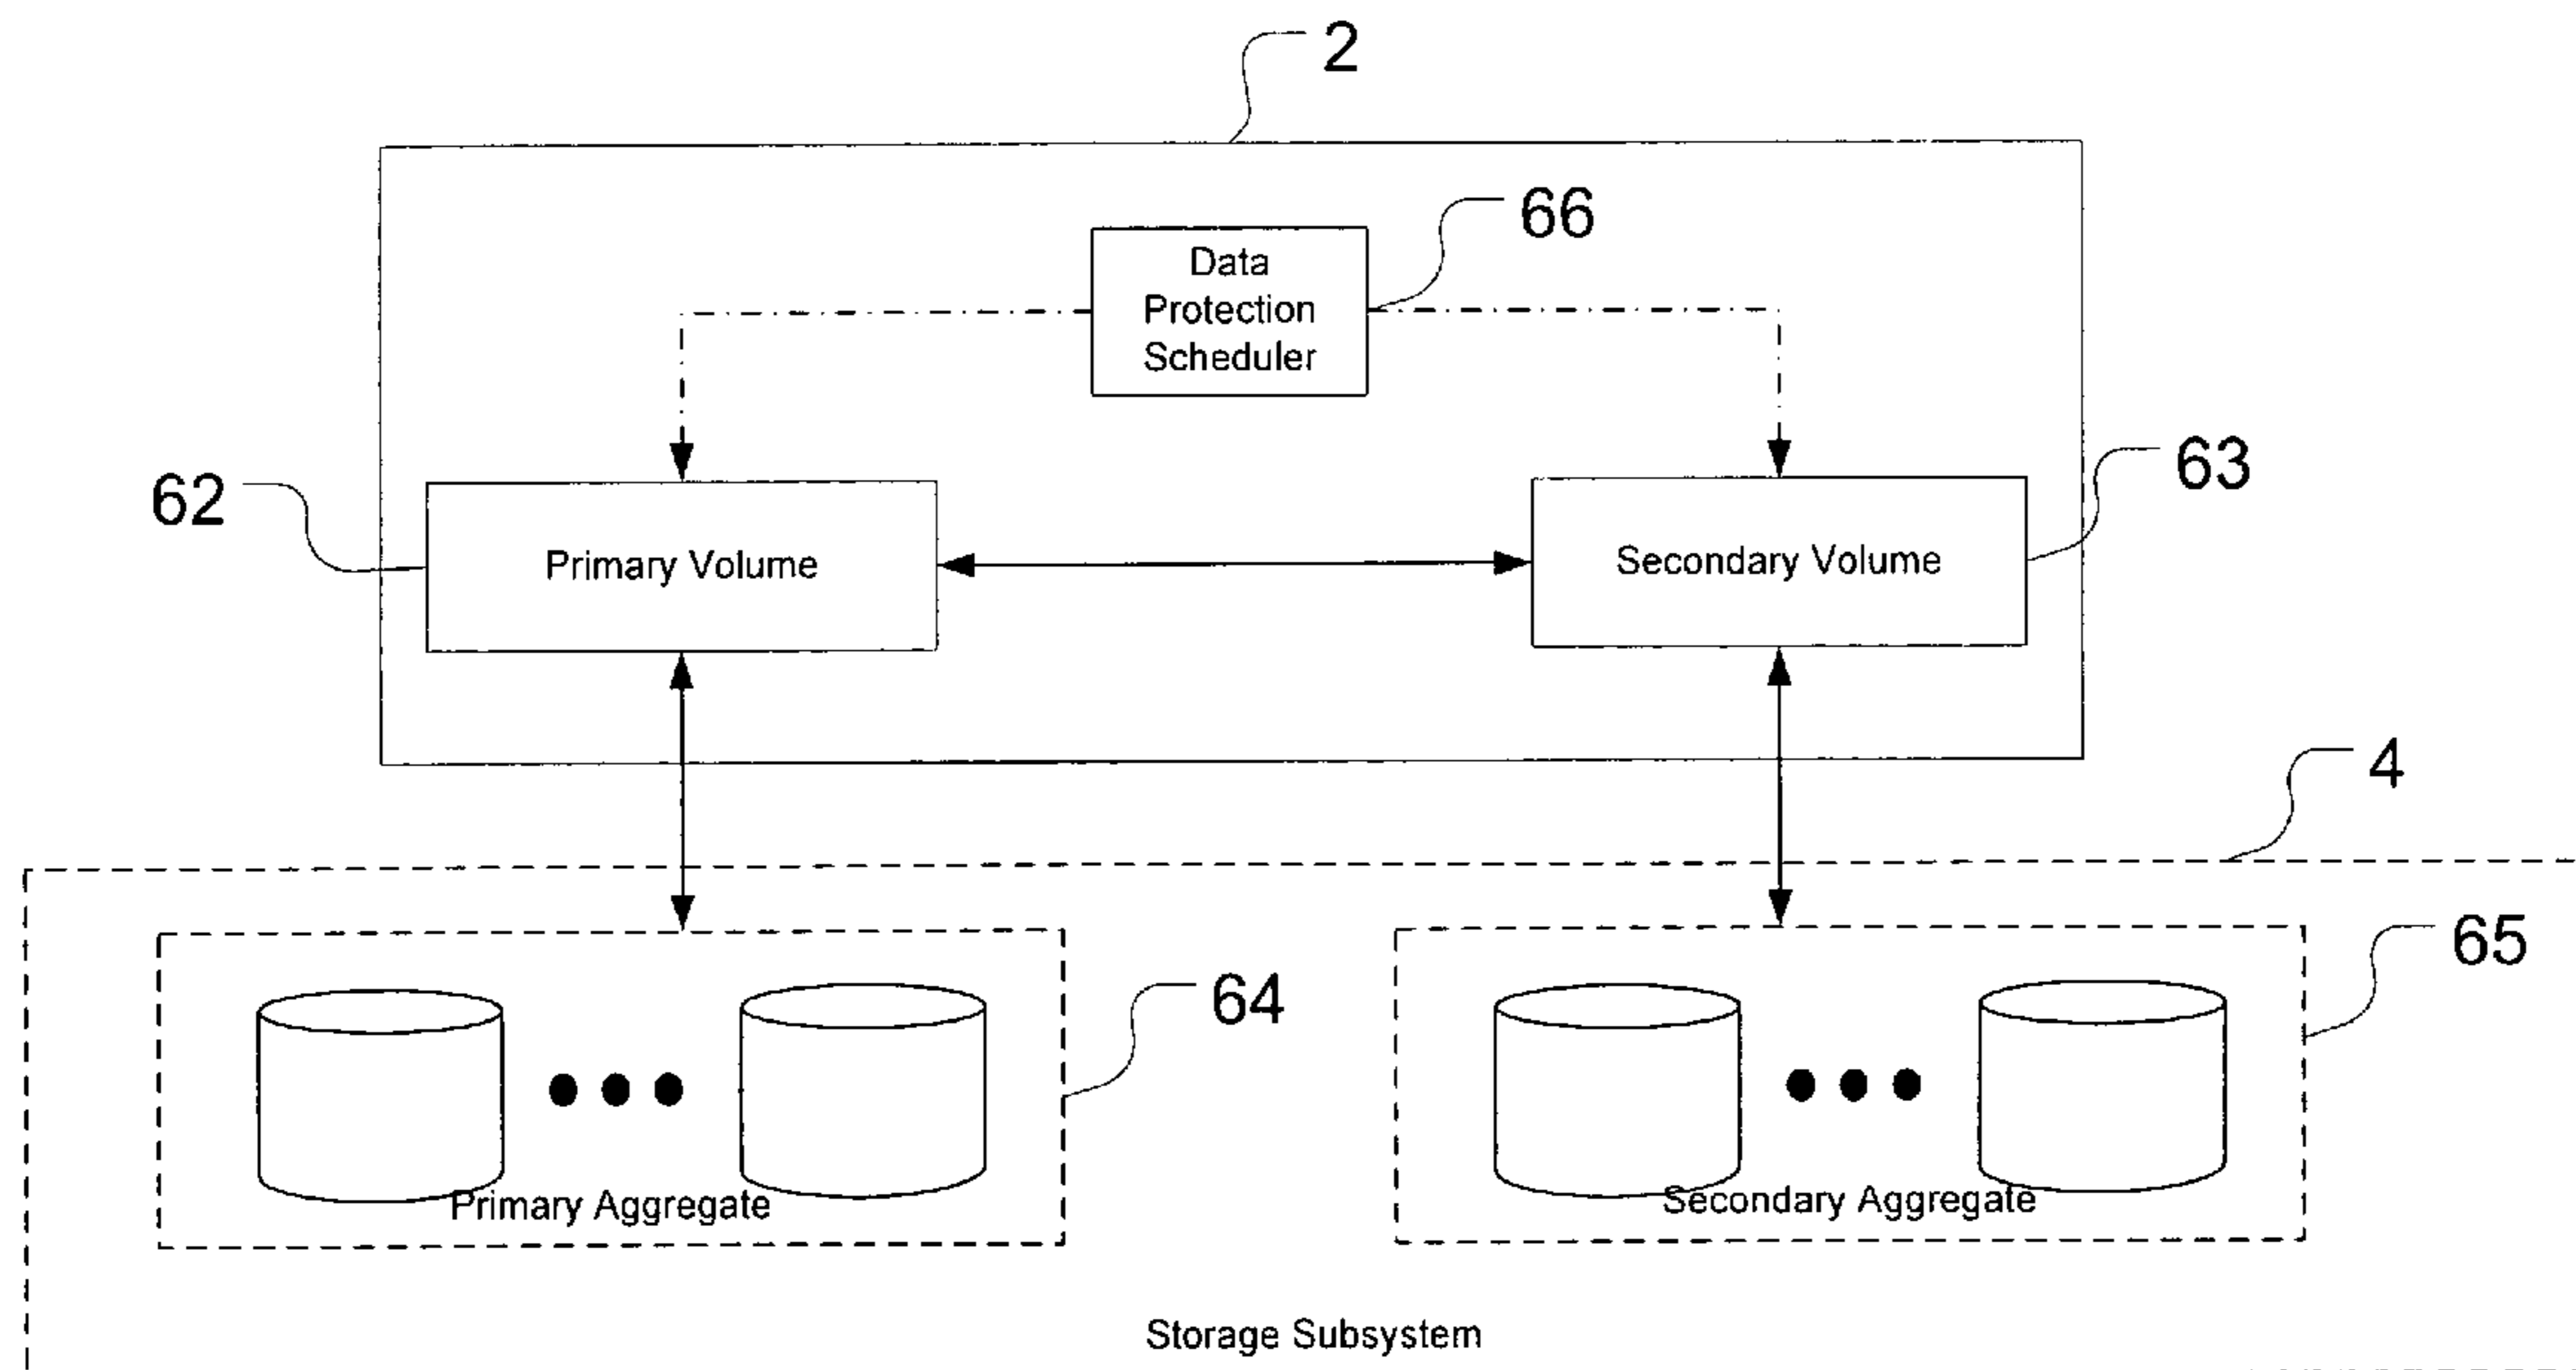 2
66
Data
Protection
Scheduler
62
63
Primary Volume
Secondary Volume
4
65
64
Primary Aggregate
Secondary Aggregate
Storage Subsystem